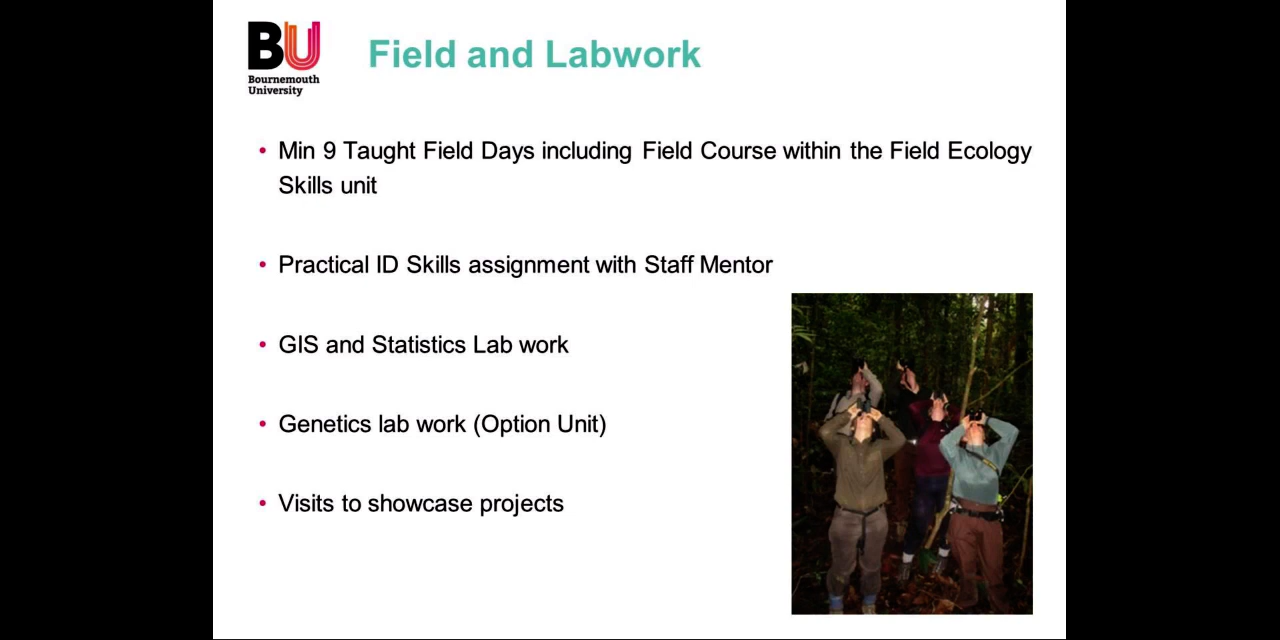 BU
Bournemouth
University
Field and Labwork
• Min 9 Taught Field Days including Field Course within the Field Ecology
Skills unit
• Practical ID Skills assignment with Staff Mentor
• GIS and Statistics Lab work
• Genetics lab work (Option Unit)
• Visits to showcase projects